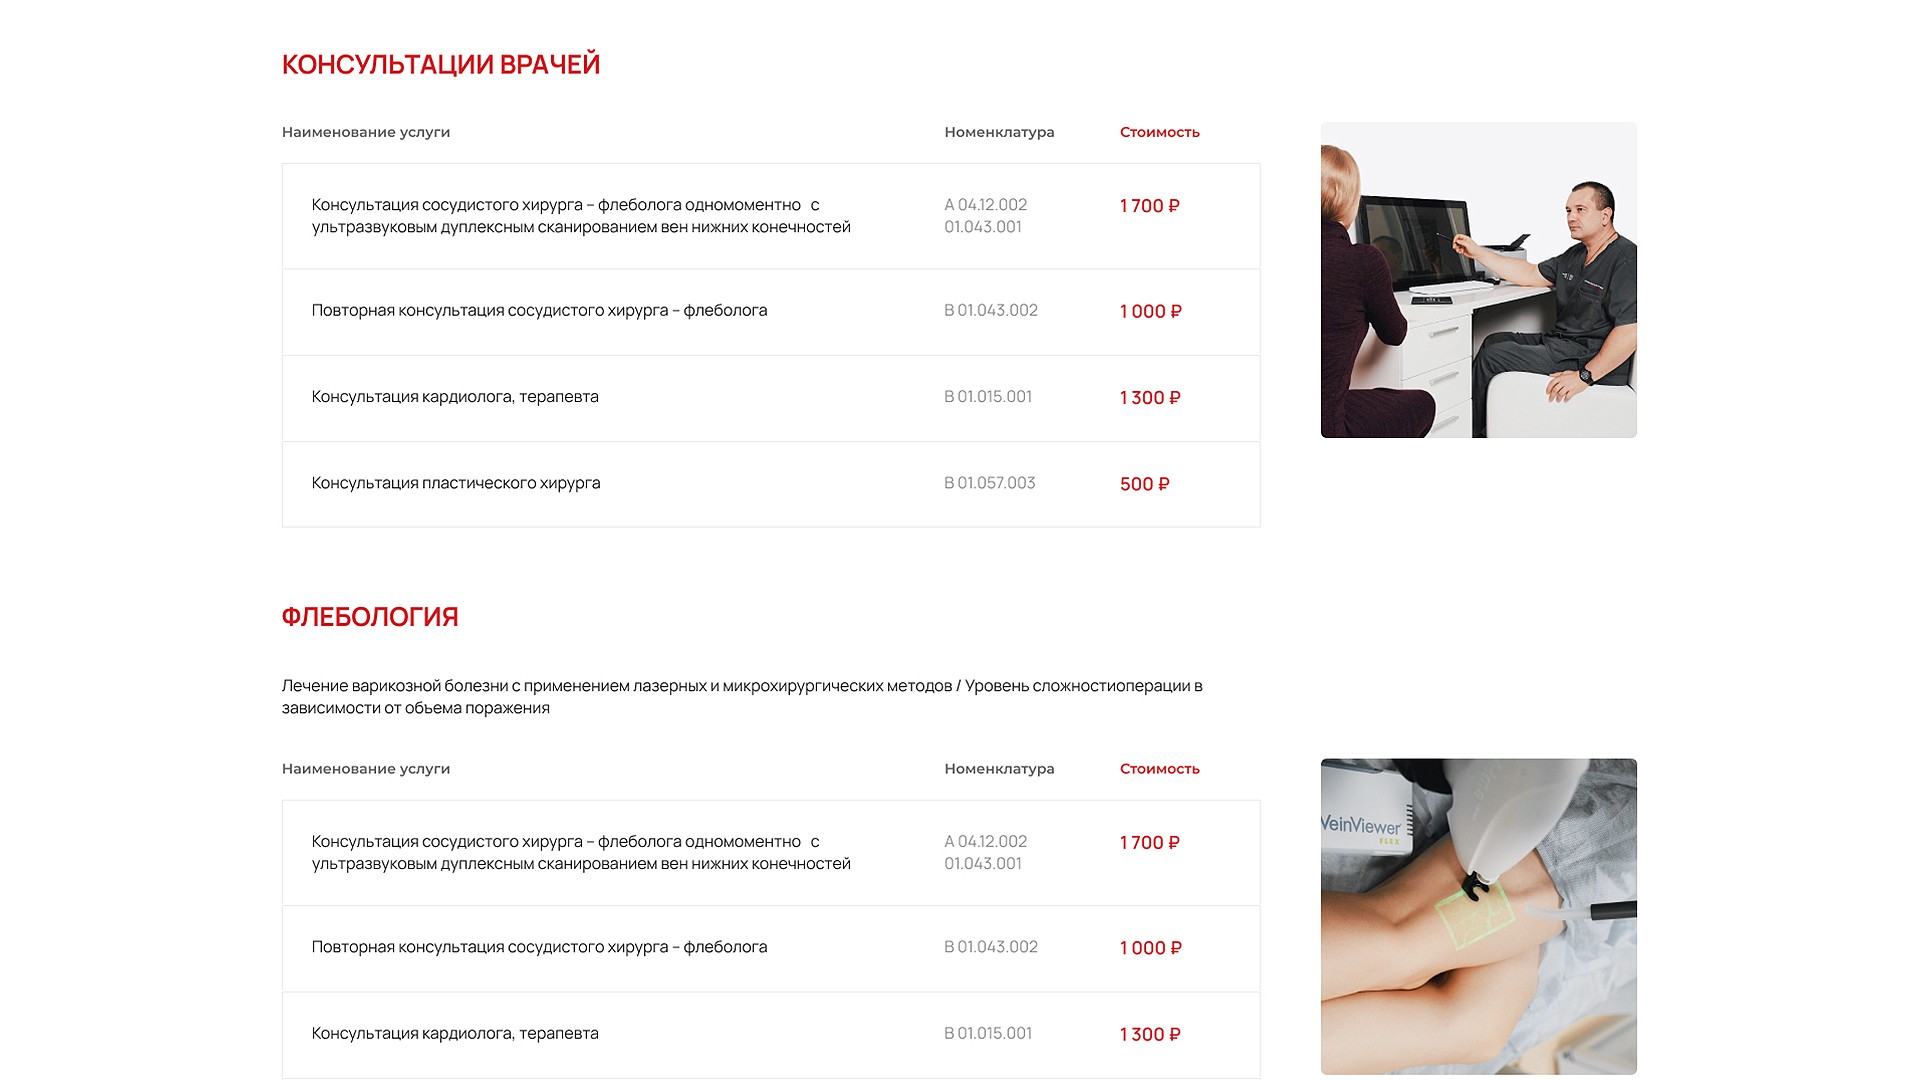 КОНСУЛЬТАЦИИ ВРАЧЕЙ
Наименование услуги Номенклатура Стоимость
Консультация сосудистого хирурга – флеболога одномоментно с
ультразвуковым дуплексным сканированием вен нижних конечностей
А 04.12.002
01.043.001
1 700 ₽
Повторная консультация сосудистого хирурга – флеболога В 01.043.002 1 000 ₽
Консультация кардиолога, терапевта В 01.015.001 1 300 ₽
Консультация пластического хирурга В 01.057.003 500 ₽
ФЛЕБОЛОГИЯ
Лечение варикозной болезни с применением лазерных и микрохирургических методов / Уровень сложностиоперации в
зависимости от объема поражения
Наименование услуги Номенклатура Стоимость
Консультация сосудистого хирурга – флеболога одномоментно с
ультразвуковым дуплексным сканированием вен нижних конечностей
А 04.12.002
01.043.001
1 700 ₽
VeinViewer
FLEX
Повторная консультация сосудистого хирурга – флеболога В 01.043.002 1 000 ₽
Консультация кардиолога, терапевта В 01.015.001 1 300 ₽